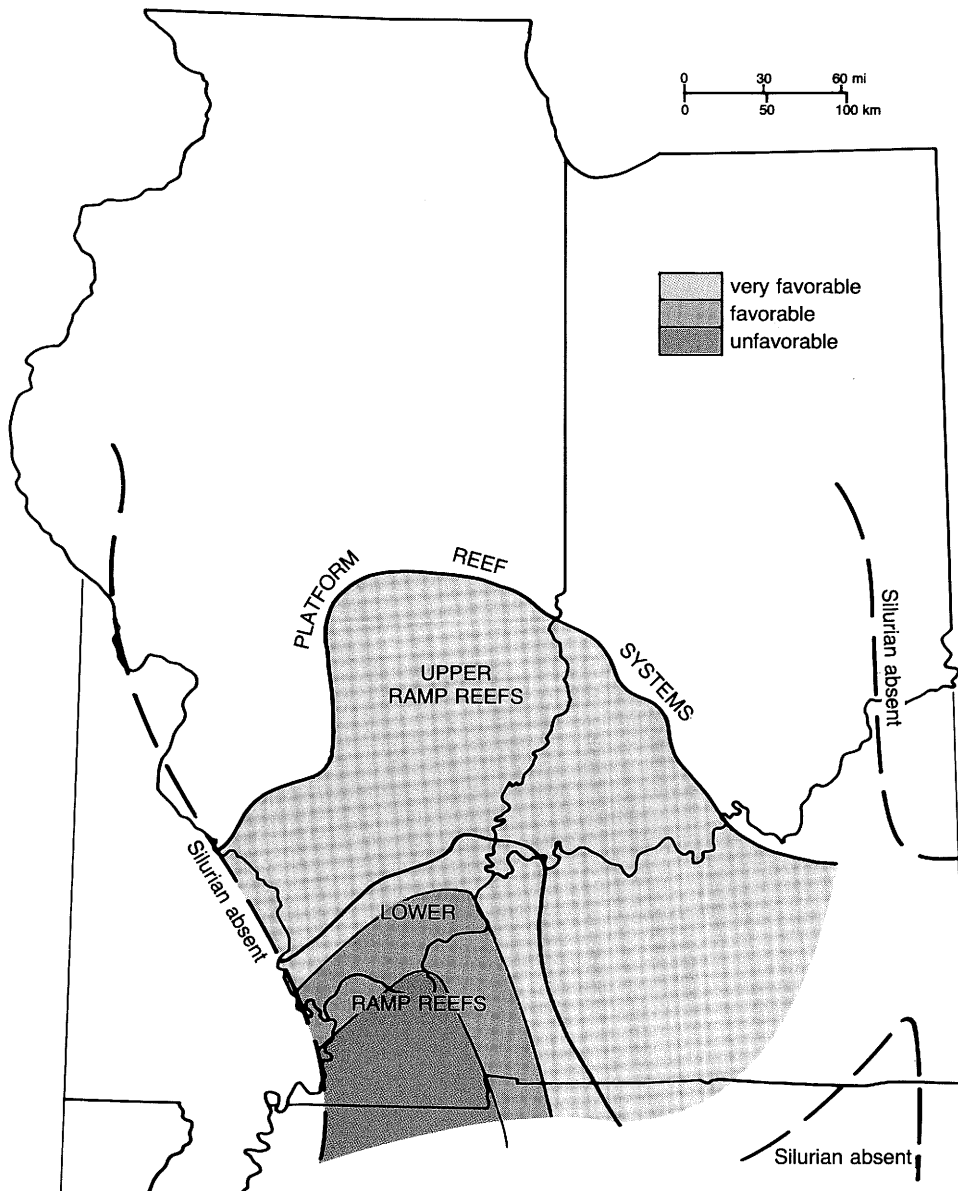 0 30 60 mi
0 50 100 km
very favorable
favorable
unfavorable
PLATFORM
REEF
SYSTEMS
UPPER
RAMP REEFS
Silurian absent
Silurian absent
LOWER
RAMP REEFS
Silurian absent